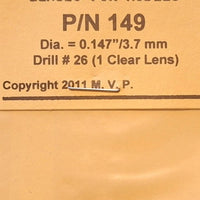 P/N 149
Dia. = 0.147"/3.7 mm
Drill # 26 (1 Clear Lens)
Copyright 2011 M. V. P.